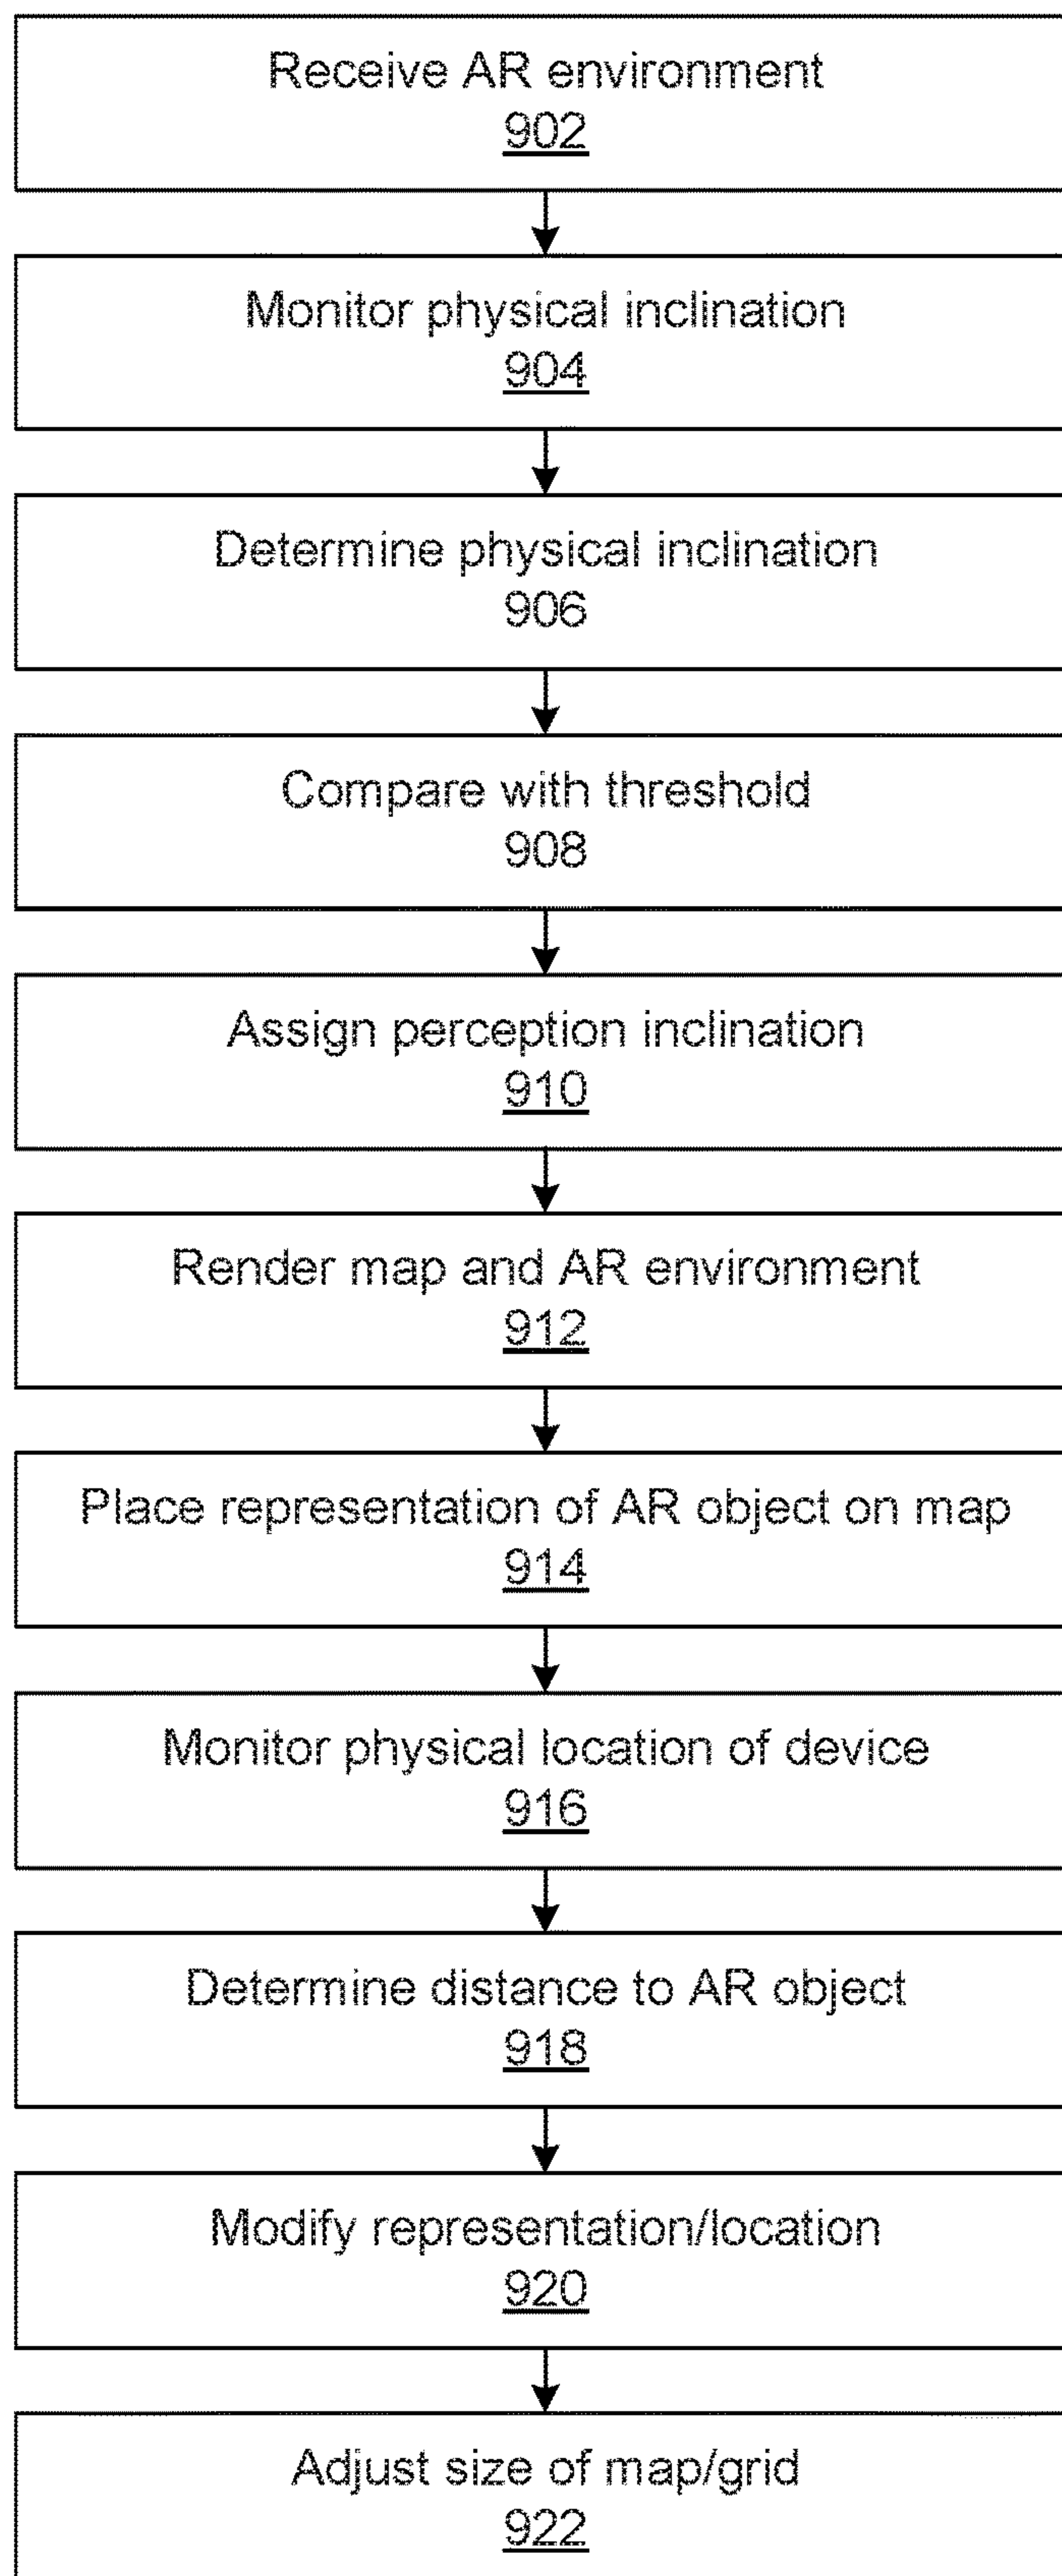 Receive AR environment
902
Monitor physical inclination
904
Determine physical inclination
906
Compare with threshold
908
Assign perception inclination
910
Render map and AR environment
912
Place representation of AR object on map
914
Monitor physical location of device
916
Determine distance to AR object
918
Modify representation/location
920
Adjust size of map/grid
922